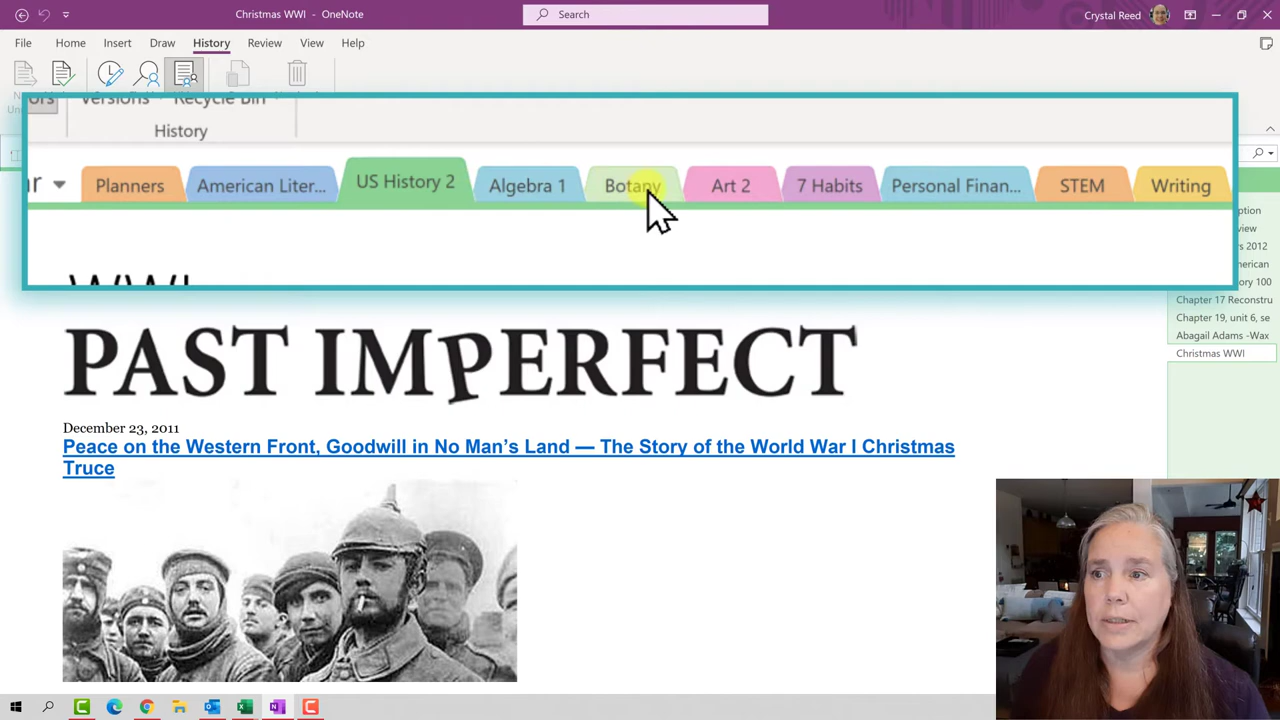 Christmas WWI - OneNote
Search
Crystal Reed
File Home Insert Draw History Review View Help
Versions Recycle Bin
History
Planners American Liter... US History 2 Algebra 1 Botany Art 2 7 Habits Personal Finan... STEM Writing
WWI
PAST IMPERFECT
December 23, 2011
Peace on the Western Front, Goodwill in No Man's Land — The Story of the World War I Christmas
Truce
Chapter 17 Reconstru
Chapter 19, unit 6, se
Abagail Adams -Wax
Christmas WWI